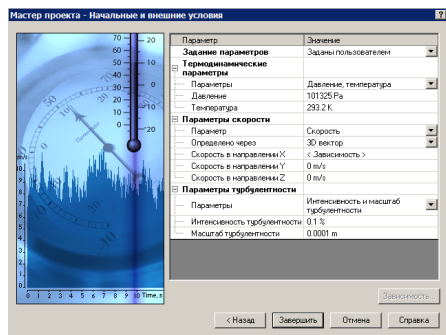 Мастер проекта - Начальные и внешние условия
Параметр Значение
Задание параметров Заданы пользователем
Термодинамические
параметры
Параметры Давление, температура
Давление 101325 Pa
Температура 293.2 K
Параметры скорости
Параметр Скорость
Определено через 3D вектор
Скорость в направлении X < Зависимость >
Скорость в направлении Y 0 m/s
Скорость в направлении Z 0 m/s
Параметры турбулентности
Параметры Интенсивность и масштаб
турбулентности
Интенсивность турбулентности 0.1 %
Масштаб турбулентности 0.0001 m
70
60
50
40
30
20
10
0
20
0
-20
0 1 2 3 4 5 6 7 8 9 10 Time, s
Зависимость...
< Назад Завершить Отмена Справка